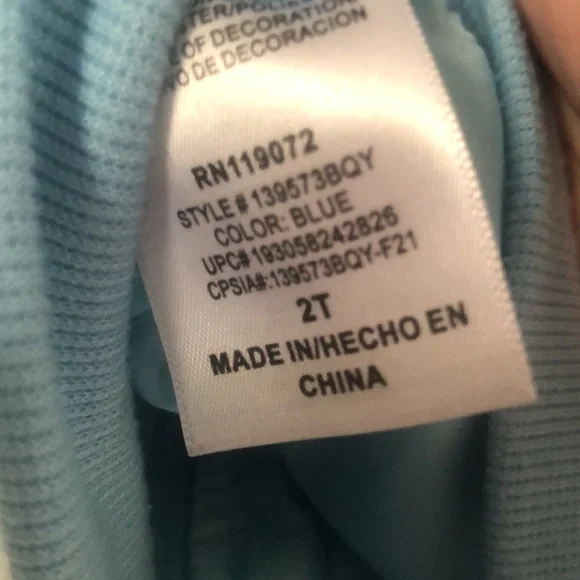 OF DECORATION
DE DECORACION
RN119072
STYLE# 139573BQY
COLOR: BLUE
UPC# 193058242826
CPSIA#:139573BQY-F21
2T
MADE IN/HECHO EN
CHINA